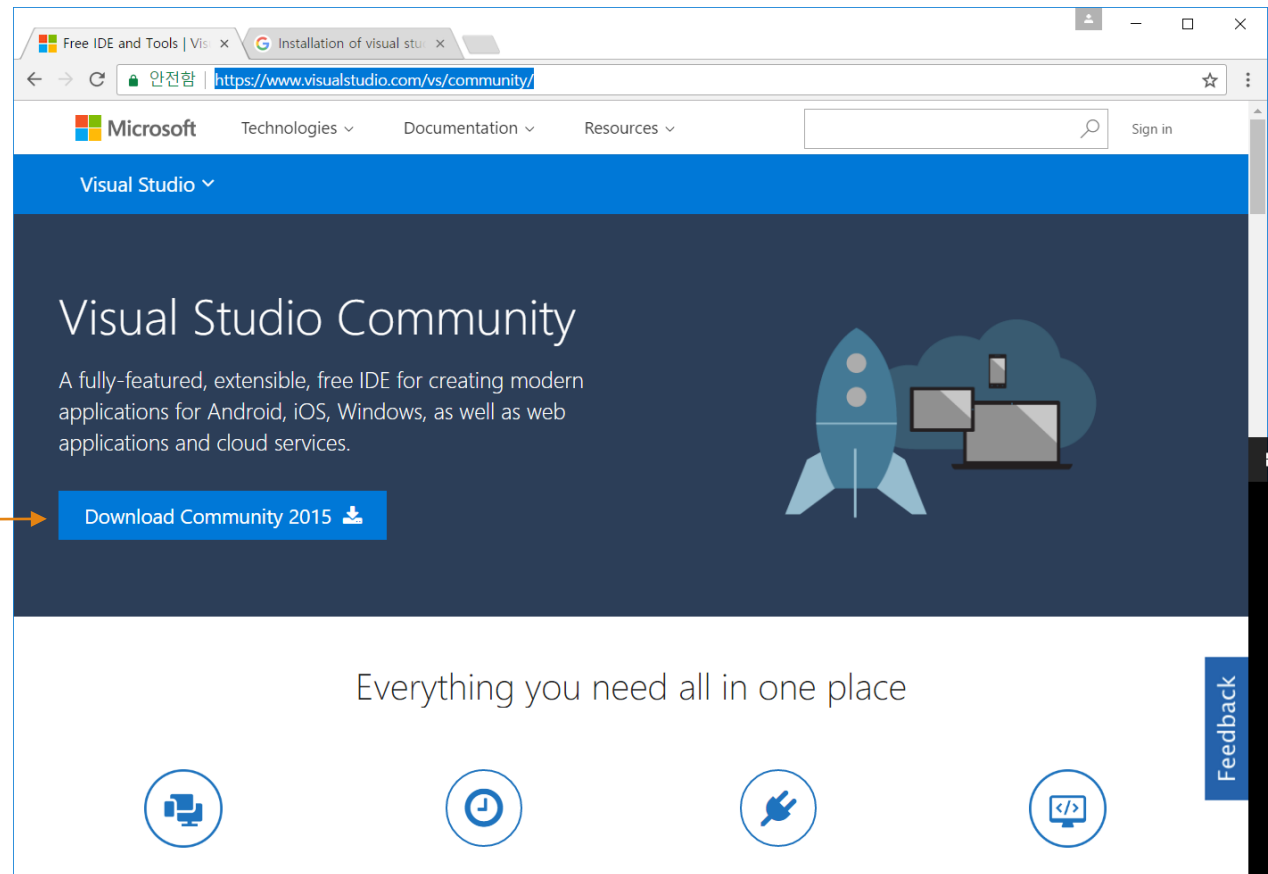 Free IDE and Tools | Vis
Installation of visual stu
안전함 | https://www.visualstudio.com/vs/community/
Microsoft Technologies Documentation Resources Sign in
Visual Studio
Visual Studio Community
A fully-featured, extensible, free IDE for creating modern
applications for Android, iOS, Windows, as well as web
applications and cloud services.
Download Community 2015
Everything you need all in one place
Feedback